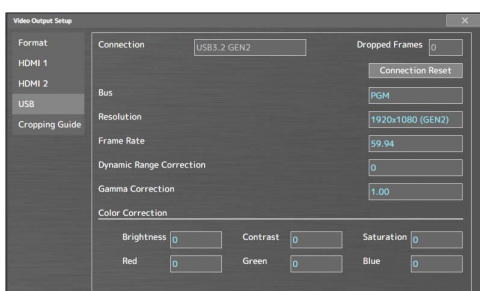 Video Output Setup
Format
HDMI 1
HDMI 2
USB
Cropping Guide
Connection USB3.2 GEN2 Dropped Frames 0
Connection Reset
Bus PGM
Resolution 1920x1080 (GEN2)
Frame Rate 59.94
Dynamic Range Correction 0
Gamma Correction 1.00
Color Correction
Brightness 0 Contrast 0 Saturation 0
Red 0 Green 0 Blue 0